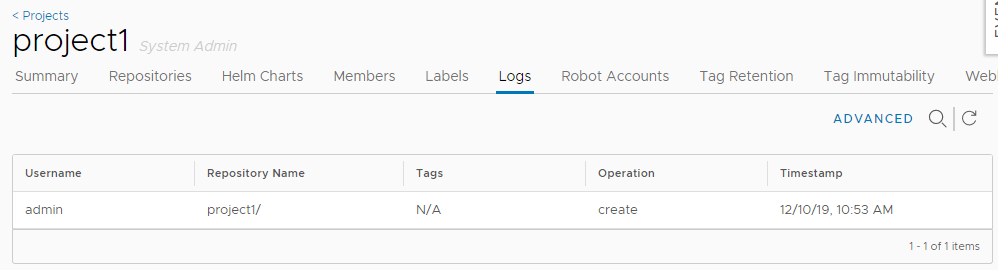 < Projects
project1 System Admin
Summary Repositories Helm Charts Members Labels Logs Robot Accounts Tag Retention Tag Immutability
ADVANCED
Username Repository Name Tags Operation Timestamp
admin project1/ N/A create 12/10/19, 10:53 AM
1 - 1 of 1 items